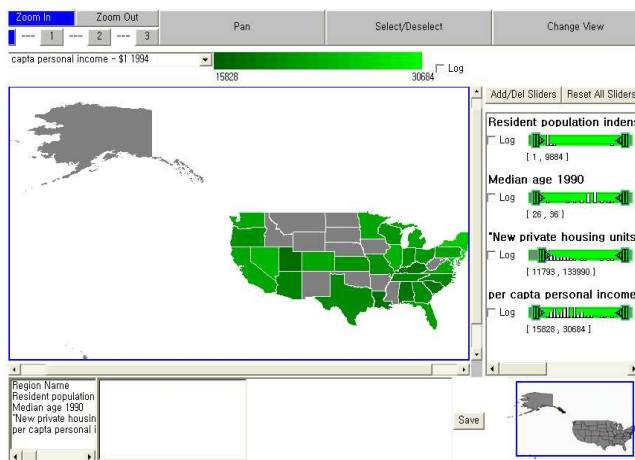 Zoom In
Zoom Out
Pan
Select/Deselect
Change View
--- 1 --- 2 --- 3
capta personal income - $1 1994
15828
30684
Log
Add/Del Sliders
Reset All Sliders
Resident population indens
Log
[ 1 , 9884 ]
Median age 1990
Log
[ 26 , 36 ]
"New private housing units
Log
[ 11793 , 133990 ]
per capta personal income
Log
[ 15828 , 30684 ]
Region Name
Resident population
Median age 1990
"New private housin
per capta personal i
Save